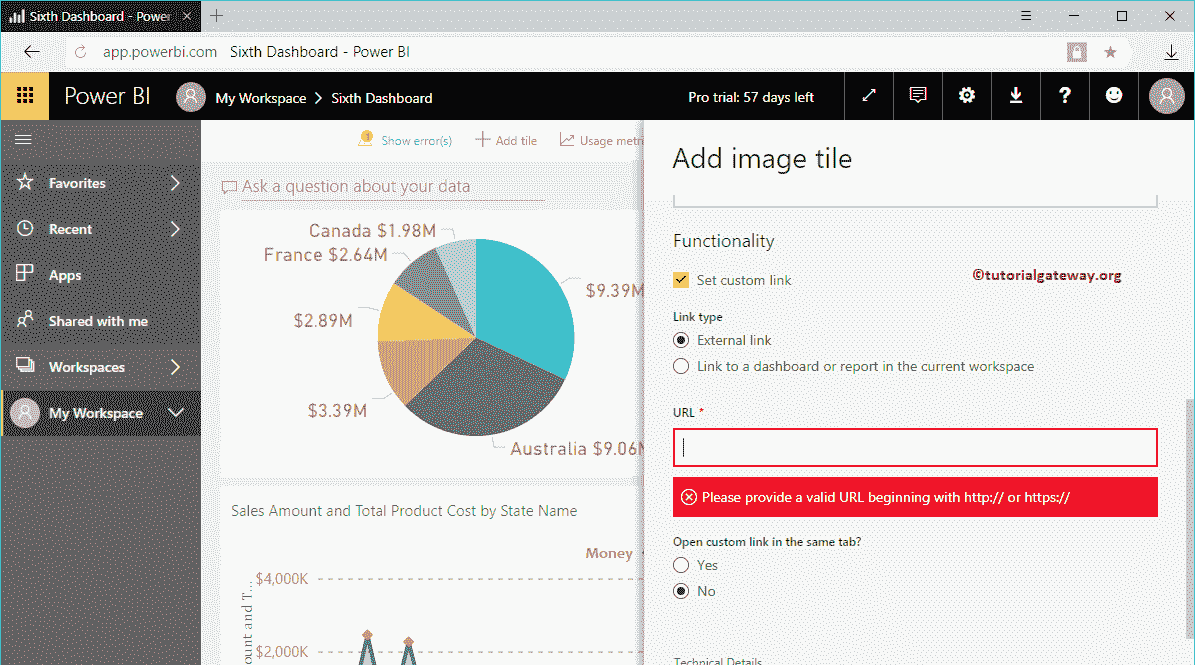 Sixth Dashboard - Power
app.powerbi.com Sixth Dashboard - Power BI
Power BI My Workspace Sixth Dashboard Pro trial: 57 days left
Show error(s) Add tile Usage
Favorites
Recent
Apps
Shared with me
Workspaces
My Workspace
Ask a question about your data
Canada $1.98M
France $2.64M
$9.39M
$2.89M
$3.39M
Australia $9.06M
Sales Amount and Total Product Cost by State Name
Money
$4,000K
$2,000K
Add image tile
Functionality
©tutorialgateway.org
Set custom link
Link type
External link
Link to a dashboard or report in the current workspace
URL *
Please provide a valid URL beginning with http:// or https://
Open custom link in the same tab?
Yes
No
Technical Details